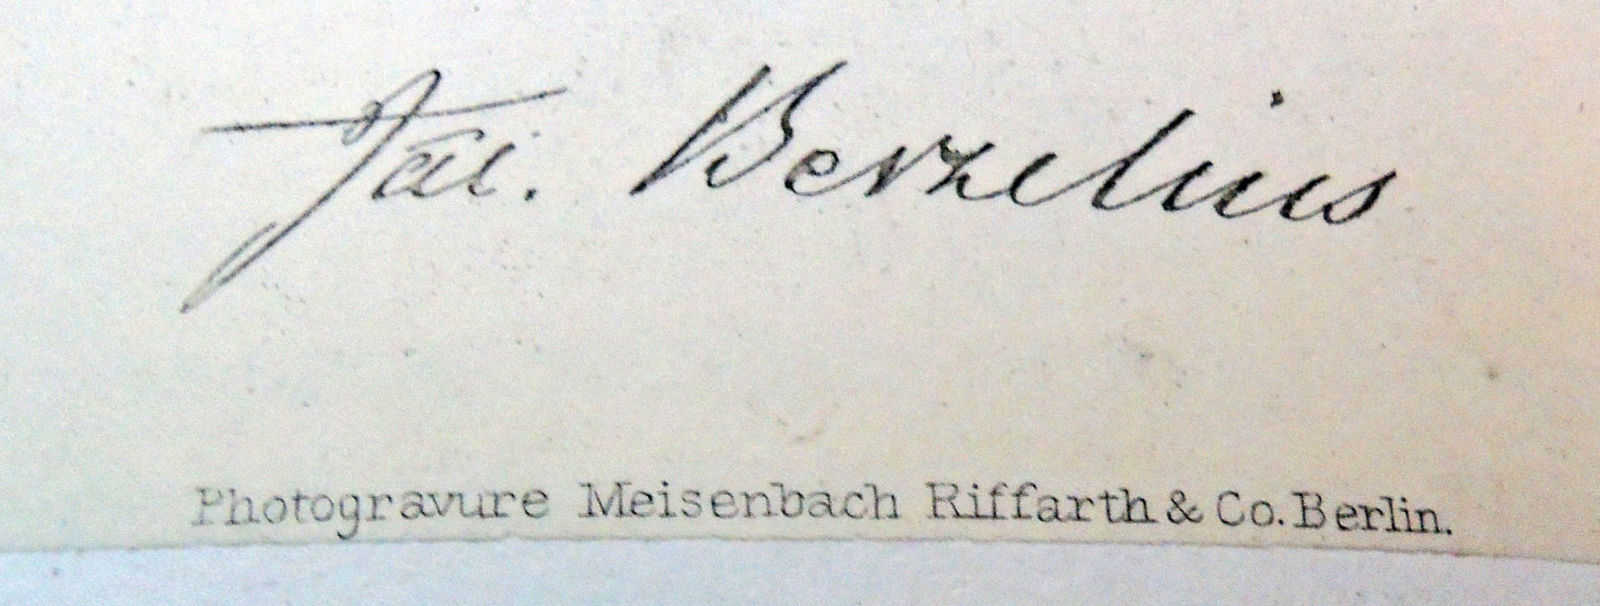 Jac. Berzelius
Photogravure Meisenbach Riffarth & Co. Berlin.